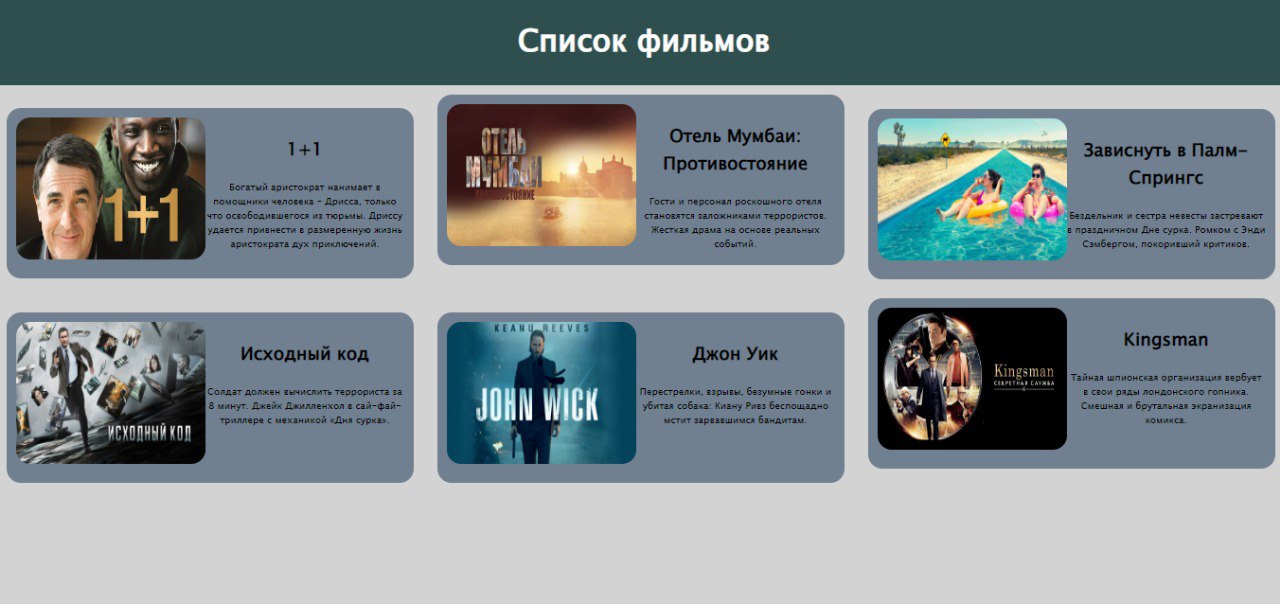 Список фильмов
1+1
1+1
Богатый аристократ нанимает в
помощники человека - Дрисса, только
что освободившегося из тюрьмы. Дриссу
удается привнести в размеренную жизнь
аристократа дух приключений.
ОТЕЛЬ
МУМБАИ
ПРОТИВОСТОЯНИЕ
Отель Мумбаи:
Противостояние
Гости и персонал роскошного отеля
становятся заложниками террористов.
Жесткая драма на основе реальных
событий.
Зависнуть в Палм-
Спрингс
Бездельник и сестра невесты застревают
в праздничном Дне сурка. Ромком с Энди
Сэмбергом, покоривший критиков.
ИСХОДНЫЙ КОД
Исходный код
Солдат должен вычислить террориста за
8 минут. Джейк Джилленхол в сай-фай-
триллере с механикой «Дня сурка».
KEANU REEVES
JOHN WICK
Джон Уик
Перестрелки, взрывы, безумные гонки и
убитая собака: Киану Ривз беспощадно
мстит зарвавшимся бандитам.
Kingsman
СЕКРЕТНАЯ СЛУЖБА
Kingsman
Тайная шпионская организация вербует
в свои ряды лондонского гопника.
Смешная и брутальная экранизация
комикса.